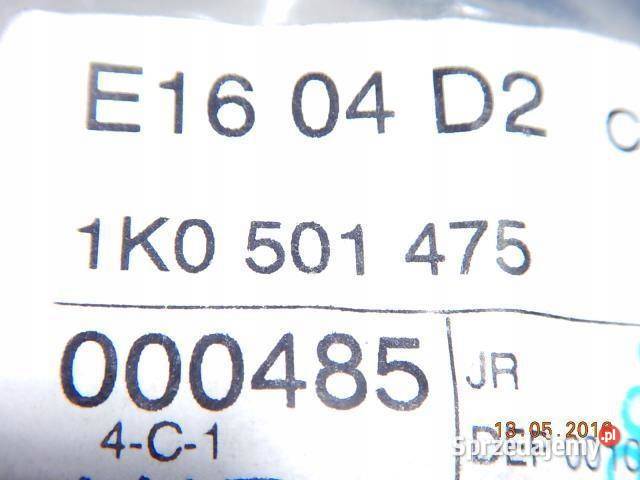 E16 04 D2 C
1K0 501 475
000485
JR
4-C-1
13-05.2016
Sprzedajemy.pl